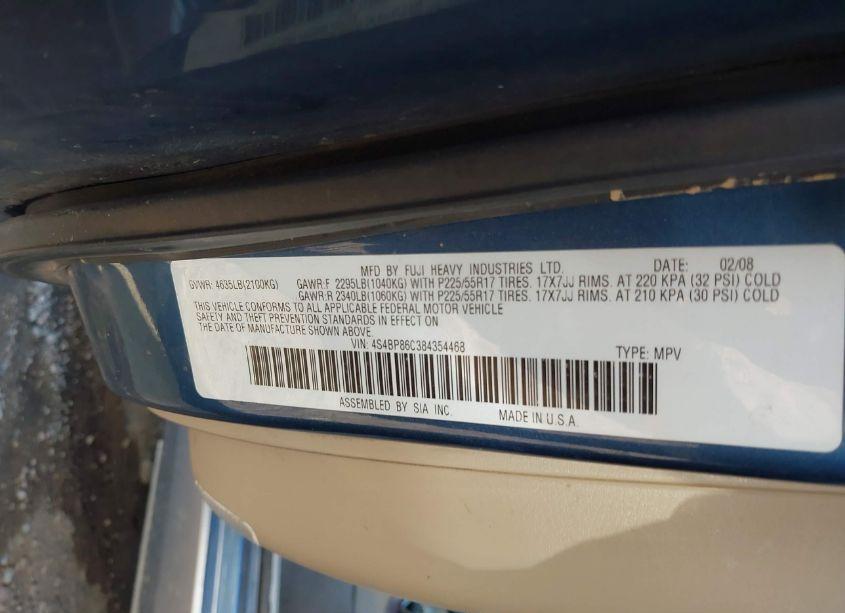 MFD BY FUJI HEAVY INDUSTRIES LTD. DATE: 02/08
GVWR: 4635LB(2100KG) GAWR:F 2295LB(1040KG) WITH P225/55R17 TIRES. 17X7JJ RIMS. AT 220 KPA (32 PSI) COLD
GAWR:R 2340LB(1060KG) WITH P225/55R17 TIRES. 17X7JJ RIMS. AT 210 KPA (30 PSI) COLD
THIS VEHICLE CONFORMS TO ALL APPLICABLE FEDERAL MOTOR VEHICLE
SAFETY AND THEFT PREVENTION STANDARDS IN EFFECT ON
THE DATE OF MANUFACTURE SHOWN ABOVE.
VIN: 4S4BP86C384354468 TYPE: MPV
ASSEMBLED BY SIA INC. MADE IN U.S.A.